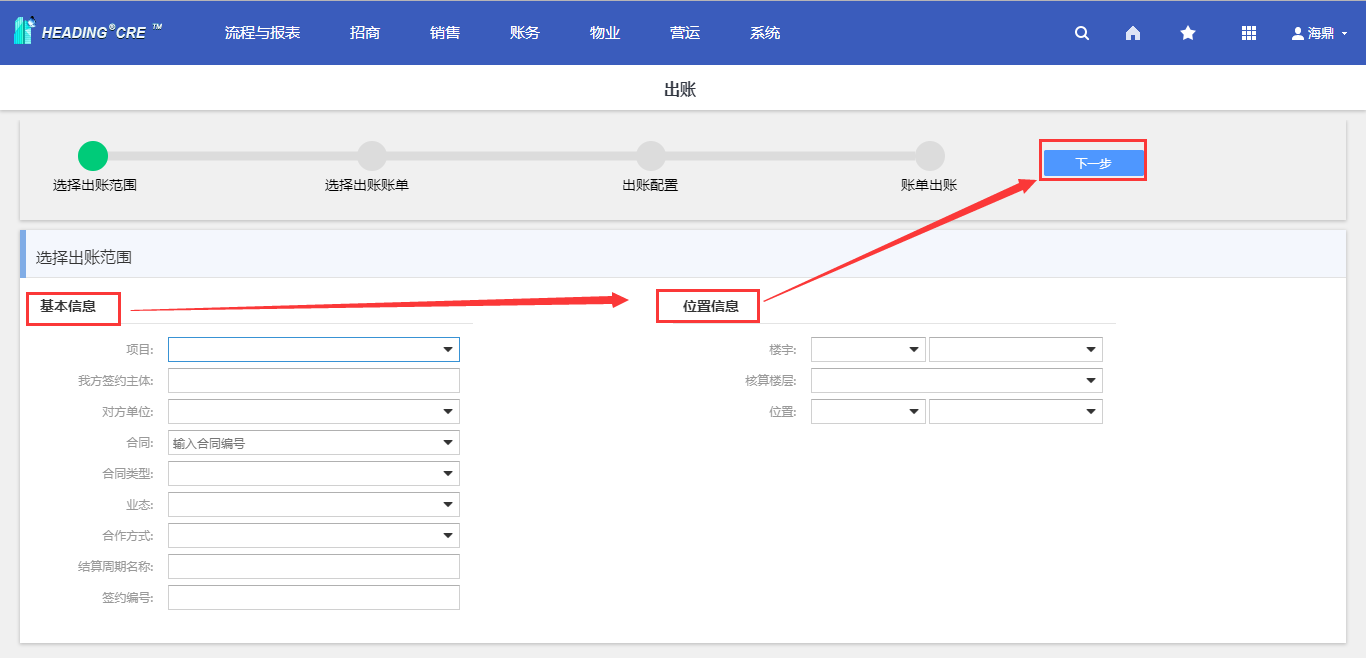 HEADING®CRE ™ 流程与报表 招商 销售 账务 物业 营运 系统 海鼎
出账
选择出账范围 选择出账账单 出账配置 账单出账 下一步
选择出账范围
基本信息 位置信息
项目: 楼宇:
我方签约主体: 核算楼层:
对方单位: 位置:
合同: 输入合同编号
合同类型:
业态:
合作方式:
结算周期名称:
签约编号: